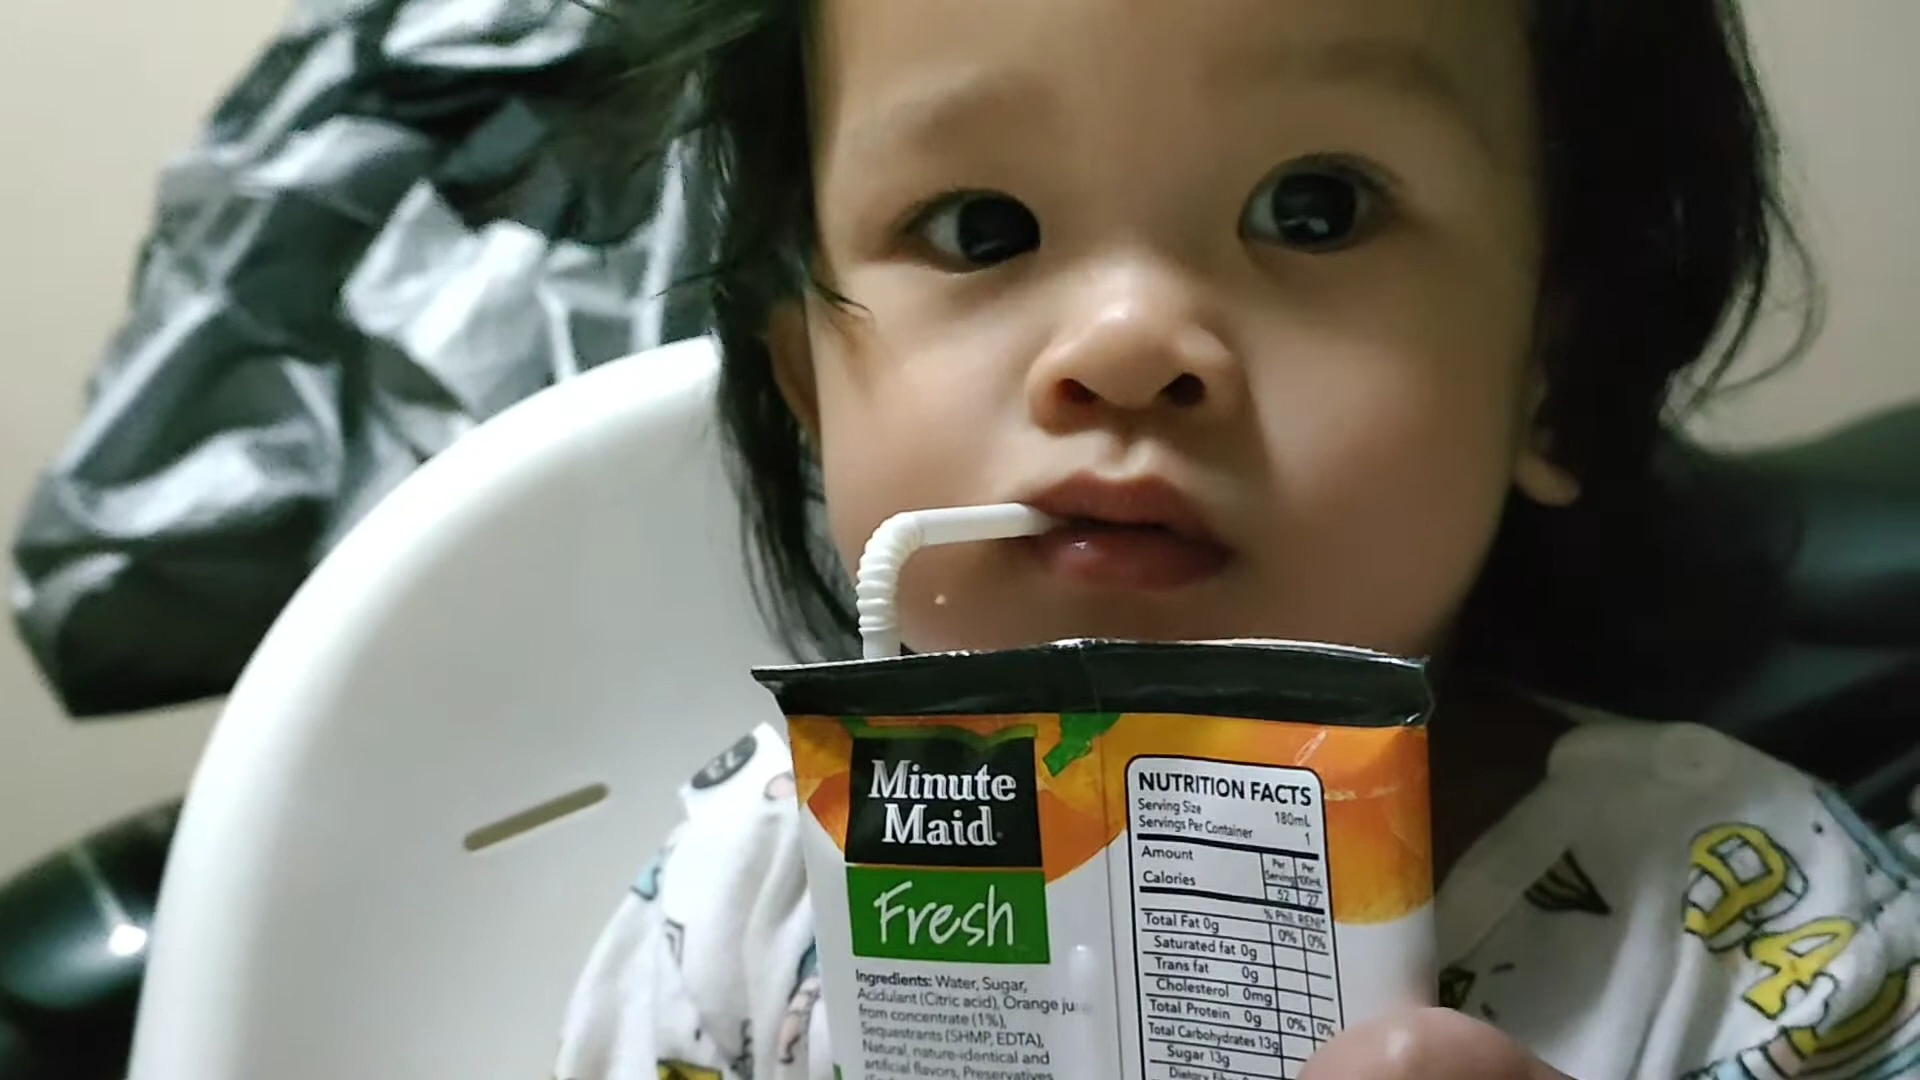 Minute
Maid
Fresh
Ingredients: Water, Sugar,
Acidulant (Citric acid), Orange
from concentrate (1%),
Sequestrants (SHMP, EDTA),
Natural, nature-identical and
artificial flavors, Preservatives
NUTRITION FACTS
Serving Size 180mL
Servings Per Container 1
Amount Per Serving Per 100mL
Calories 52 27
% Phil. RENI*
Total Fat 0g 0% 0%
Saturated fat 0g
Trans fat 0g
Cholesterol 0mg
Total Protein 0g 0% 0%
Total Carbohydrates 13g
Sugar 13g
94